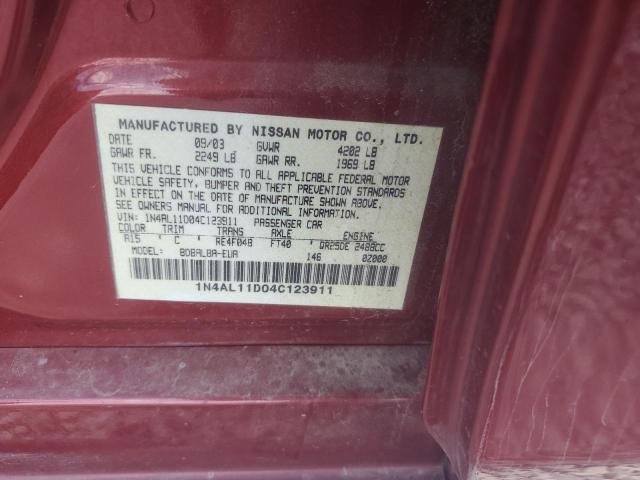 MANUFACTURED BY NISSAN MOTOR CO., LTD.
DATE 09/03 GVWR 4202 LB
GAWR FR. 2249 LB GAWR RR. 1969 LB
THIS VEHICLE CONFORMS TO ALL APPLICABLE FEDERAL MOTOR
VEHICLE SAFETY, BUMPER AND THEFT PREVENTION STANDARDS
IN EFFECT ON THE DATE OF MANUFACTURE SHOWN ABOVE.
SEE OWNERS MANUAL FOR ADDITIONAL INFORMATION.
VIN: 1N4AL11D04C123911 PASSENGER CAR
COLOR TRIM TRANS AXLE ENGINE
A15 C RE4F04B FT40 QR25DE 2488CC
MODEL: BDBALBA-EUA 146 0Z000
1N4AL11D04C123911